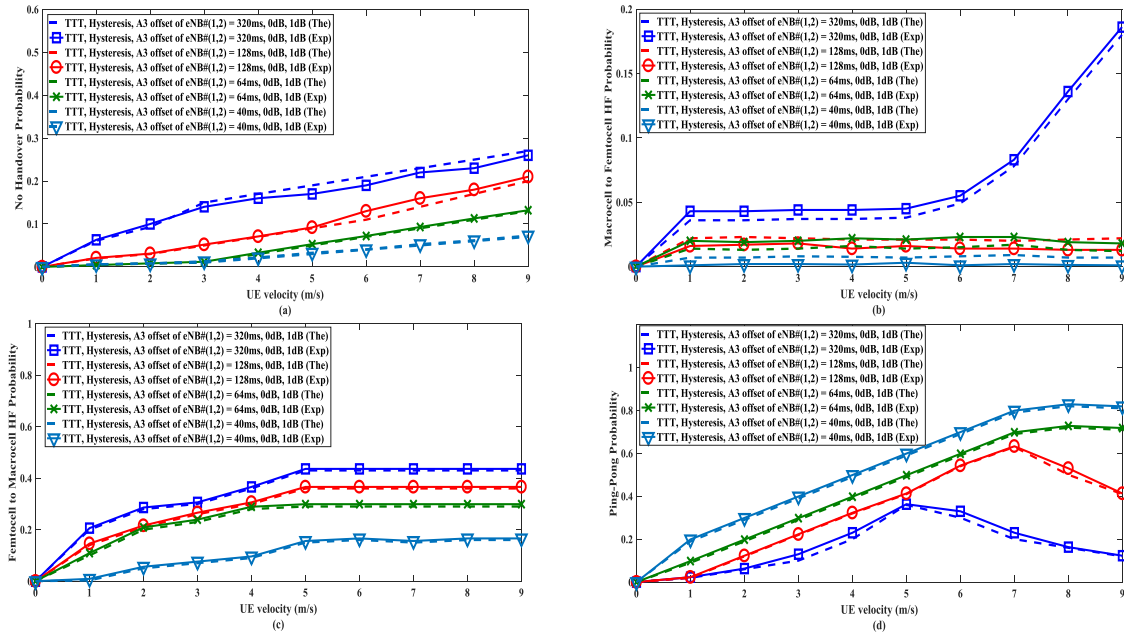 0.6
0.5
0.4
0.3
0.2
0.1
0
No Handover Probability
TTT, Hysteresis, A3 offset of eNB#(1,2) = 320ms, 0dB, 1dB (The)
TTT, Hysteresis, A3 offset of eNB#(1,2) = 320ms, 0dB, 1dB (Exp)
TTT, Hysteresis, A3 offset of eNB#(1,2) = 128ms, 0dB, 1dB (The)
TTT, Hysteresis, A3 offset of eNB#(1,2) = 128ms, 0dB, 1dB (Exp)
TTT, Hysteresis, A3 offset of eNB#(1,2) = 64ms, 0dB, 1dB (The)
TTT, Hysteresis, A3 offset of eNB#(1,2) = 64ms, 0dB, 1dB (Exp)
TTT, Hysteresis, A3 offset of eNB#(1,2) = 40ms, 0dB, 1dB (The)
TTT, Hysteresis, A3 offset of eNB#(1,2) = 40ms, 0dB, 1dB (Exp)
0 1 2 3 4 5 6 7 8 9
UE velocity (m/s)
(a)
0.2
0.15
0.1
0.05
0
Macrocell to Femtocell HF Probability
TTT, Hysteresis, A3 offset of eNB#(1,2) = 320ms, 0dB, 1dB (The)
TTT, Hysteresis, A3 offset of eNB#(1,2) = 320ms, 0dB, 1dB (Exp)
TTT, Hysteresis, A3 offset of eNB#(1,2) = 128ms, 0dB, 1dB (The)
TTT, Hysteresis, A3 offset of eNB#(1,2) = 128ms, 0dB, 1dB (Exp)
TTT, Hysteresis, A3 offset of eNB#(1,2) = 64ms, 0dB, 1dB (The)
TTT, Hysteresis, A3 offset of eNB#(1,2) = 64ms, 0dB, 1dB (Exp)
TTT, Hysteresis, A3 offset of eNB#(1,2) = 40ms, 0dB, 1dB (The)
TTT, Hysteresis, A3 offset of eNB#(1,2) = 40ms, 0dB, 1dB (Exp)
0 1 2 3 4 5 6 7 8 9
UE velocity (m/s)
(b)
1
0.8
0.6
0.4
0.2
0
Femtocell to Macrocell HF Probability
TTT, Hysteresis, A3 offset of eNB#(1,2) = 320ms, 0dB, 1dB (The)
TTT, Hysteresis, A3 offset of eNB#(1,2) = 320ms, 0dB, 1dB (Exp)
TTT, Hysteresis, A3 offset of eNB#(1,2) = 128ms, 0dB, 1dB (The)
TTT, Hysteresis, A3 offset of eNB#(1,2) = 128ms, 0dB, 1dB (Exp)
TTT, Hysteresis, A3 offset of eNB#(1,2) = 64ms, 0dB, 1dB (The)
TTT, Hysteresis, A3 offset of eNB#(1,2) = 64ms, 0dB, 1dB (Exp)
TTT, Hysteresis, A3 offset of eNB#(1,2) = 40ms, 0dB, 1dB (The)
TTT, Hysteresis, A3 offset of eNB#(1,2) = 40ms, 0dB, 1dB (Exp)
0 1 2 3 4 5 6 7 8 9
UE velocity (m/s)
(c)
1
0.8
0.6
0.4
0.2
0
Ping-Pong Probability
TTT, Hysteresis, A3 offset of eNB#(1,2) = 320ms, 0dB, 1dB (The)
TTT, Hysteresis, A3 offset of eNB#(1,2) = 320ms, 0dB, 1dB (Exp)
TTT, Hysteresis, A3 offset of eNB#(1,2) = 128ms, 0dB, 1dB (The)
TTT, Hysteresis, A3 offset of eNB#(1,2) = 128ms, 0dB, 1dB (Exp)
TTT, Hysteresis, A3 offset of eNB#(1,2) = 64ms, 0dB, 1dB (The)
TTT, Hysteresis, A3 offset of eNB#(1,2) = 64ms, 0dB, 1dB (Exp)
TTT, Hysteresis, A3 offset of eNB#(1,2) = 40ms, 0dB, 1dB (The)
TTT, Hysteresis, A3 offset of eNB#(1,2) = 40ms, 0dB, 1dB (Exp)
0 1 2 3 4 5 6 7 8 9
UE velocity (m/s)
(d)